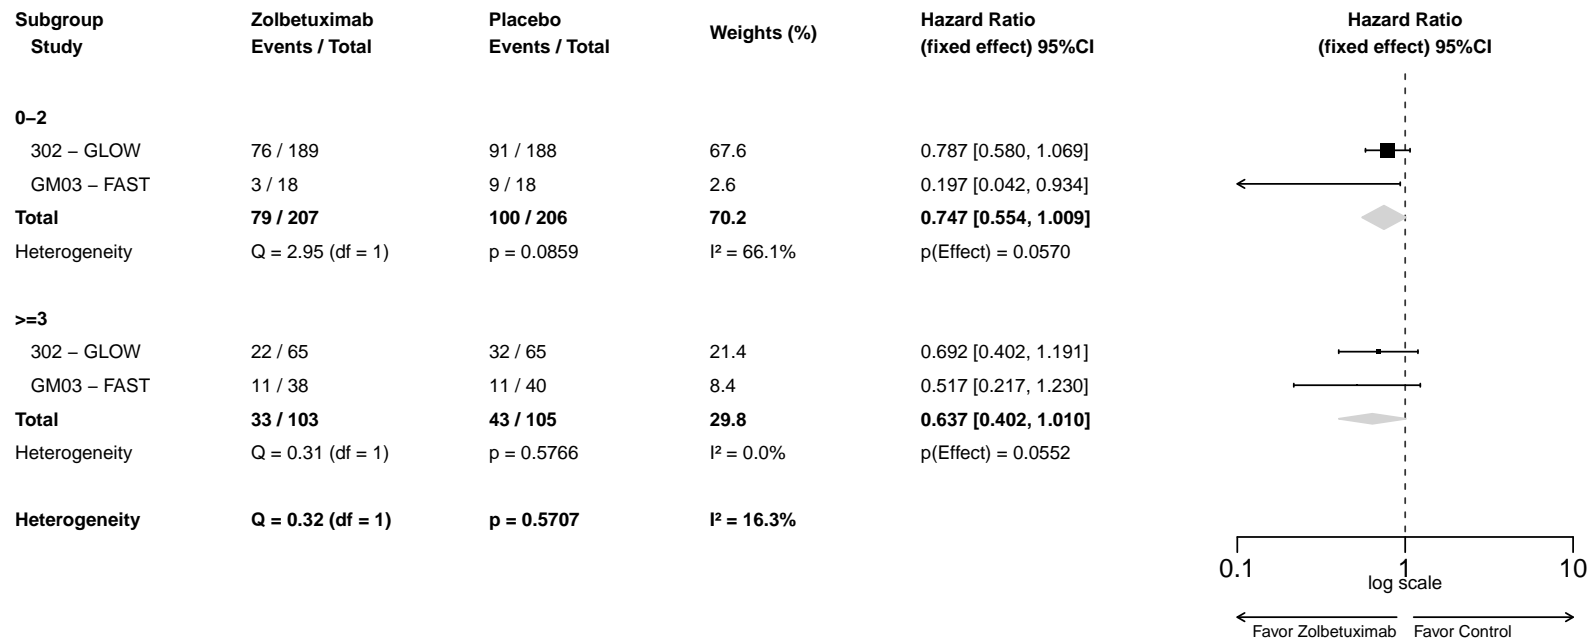 Subgroup Zolbetuximab Placebo Weights (%) Hazard Ratio Hazard Ratio
Study Events / Total Events / Total (fixed effect) 95%CI (fixed effect) 95%CI
0−2
302 − GLOW 76 / 189 91 / 188 67.6 0.787 [0.580, 1.069]
GM03 − FAST 3 / 18 9 / 18 2.6 0.197 [0.042, 0.934]
Total 79 / 207 100 / 206 70.2 0.747 [0.554, 1.009]
Heterogeneity Q = 2.95 (df = 1) p = 0.0859 I² = 66.1% p(Effect) = 0.0570
>=3
302 − GLOW 22 / 65 32 / 65 21.4 0.692 [0.402, 1.191]
GM03 − FAST 11 / 38 11 / 40 8.4 0.517 [0.217, 1.230]
Total 33 / 103 43 / 105 29.8 0.637 [0.402, 1.010]
Heterogeneity Q = 0.31 (df = 1) p = 0.5766 I² = 0.0% p(Effect) = 0.0552
Heterogeneity Q = 0.32 (df = 1) p = 0.5707 I² = 16.3%
0.1 1 10
log scale
Favor Zolbetuximab Favor Control